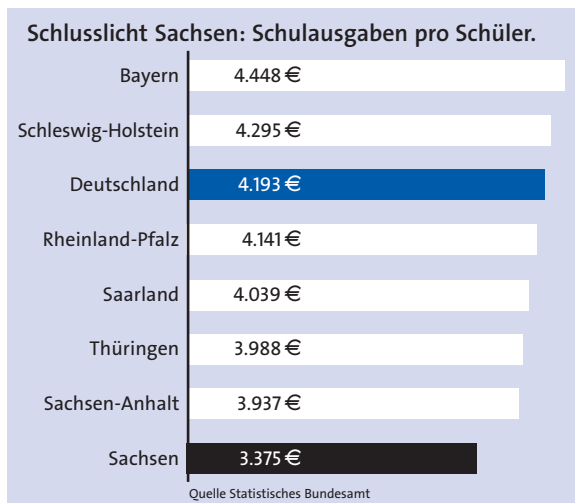 Schlusslicht Sachsen: Schulausgaben pro Schüler.
Bayern 4.448 €
Schleswig-Holstein 4.295 €
Deutschland 4.193 €
Rheinland-Pfalz 4.141 €
Saarland 4.039 €
Thüringen 3.988 €
Sachsen-Anhalt 3.937 €
Sachsen 3.375 €
Quelle Statistisches Bundesamt